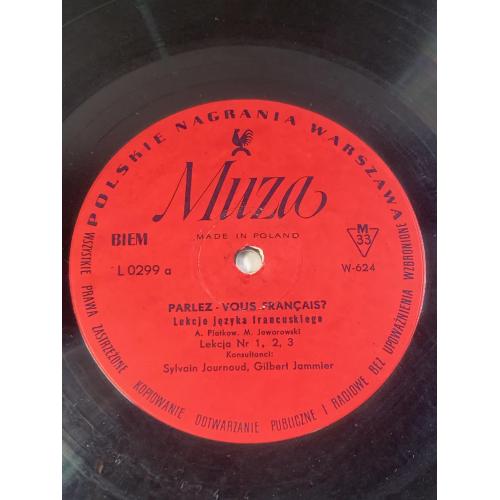 POLSKIE NAGRANIA WARSZAWA
Muza
MADE IN POLAND
BIEM
M
33
L 0299 a
W-624
PARLEZ-VOUS FRANÇAIS?
Lekcje języka francuskiego
A. Platkow. M. Jaworowski
Lekcja Nr 1, 2, 3
Konsultanci:
Sylvain Journoud, Gilbert Jammier
WSZYSTKIE PRAWA ZASTRZEŻONE. KOPIOWANIE ODTWARZANIE PUBLICZNE I RADIOWE BEZ UPOWAŻNIENIA WZBRONIONE